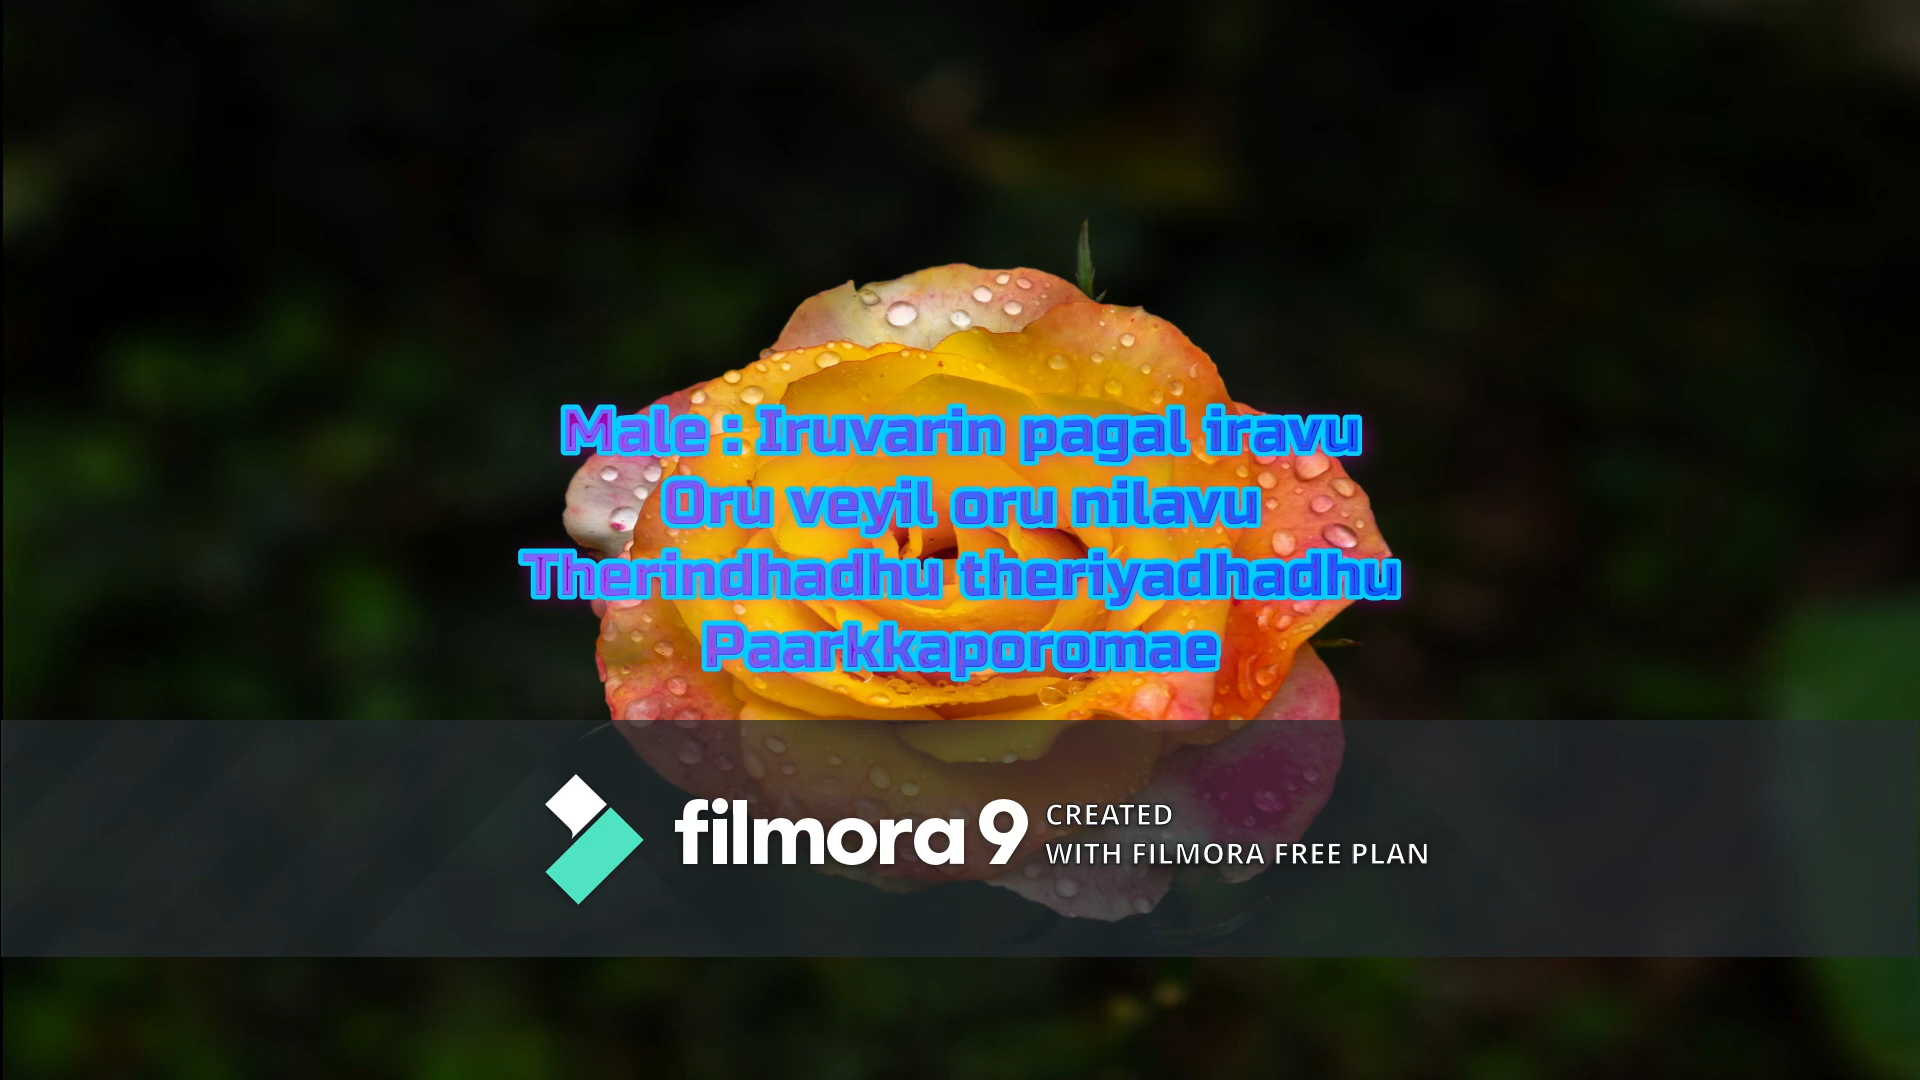 Male : Iruvarin pagal iravu
Oru veyil oru nilavu
Therindhadhu theriyadhadhu
Paarkkaporomae
filmora 9 CREATED
WITH FILMORA FREE PLAN